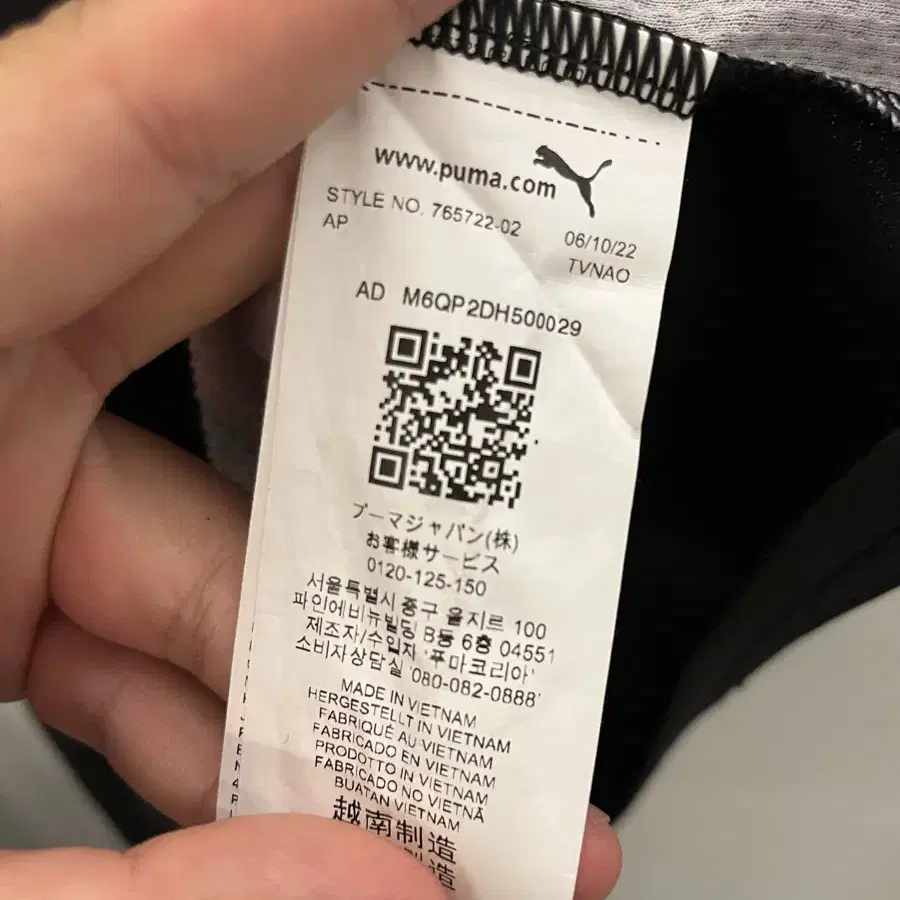 www.puma.com
STYLE NO. 765722-02
AP
06/10/22
TVNAO
AD M6QP2DH500029
プーマジャパン(株)
お客様サービス
0120-125-150
서울특별시 중구 을지르 100
파인에비뉴빌딩 B동 6층 04551
제조자/수입자 '푸마코리아'
소비자상담실 '080-082-0888'
MADE IN VIETNAM
HERGESTELLT IN VIETNAM
FABRIQUÉ AU VIETNAM
FABRICADO EN VIETNAM
PRODOTTO IN VIETNAM
FABRICADO NO VIETNÃ
BUATAN VIETNAM
越南制造